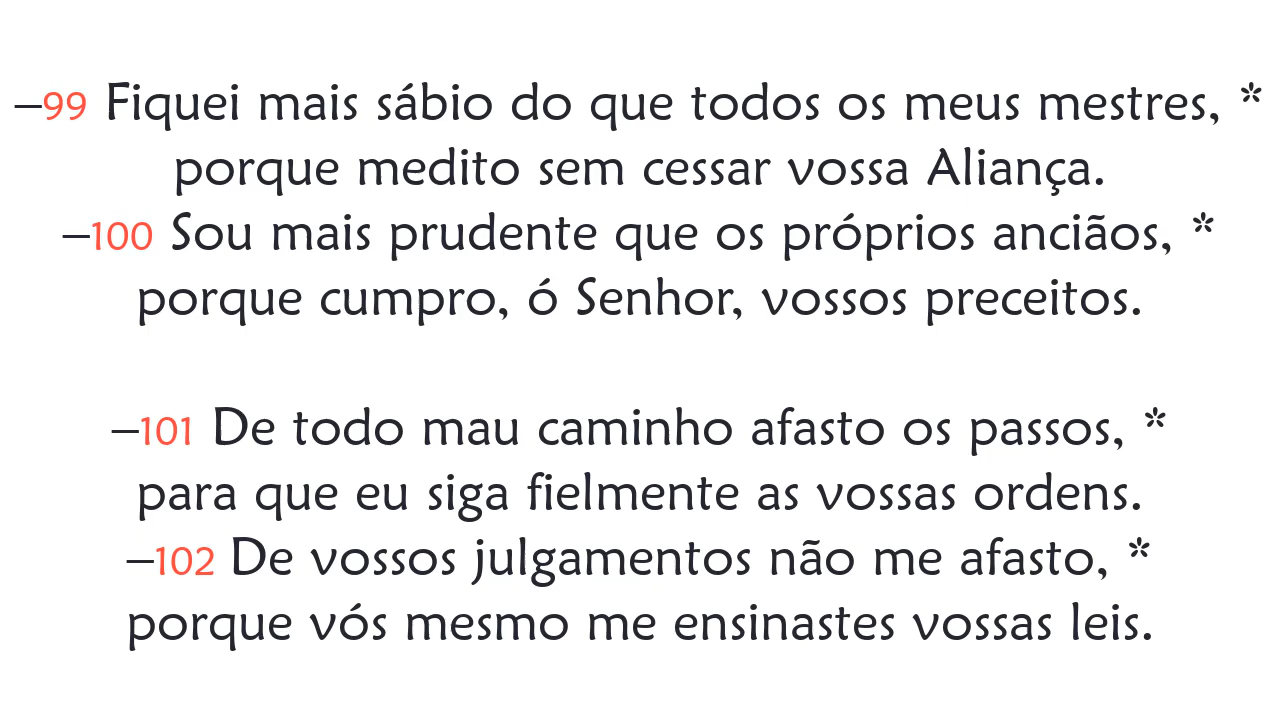 –99 Fiquei mais sábio do que todos os meus mestres, *
porque medito sem cessar vossa Aliança.
–100 Sou mais prudente que os próprios anciãos, *
porque cumpro, ó Senhor, vossos preceitos.
–101 De todo mau caminho afasto os passos, *
para que eu siga fielmente as vossas ordens.
–102 De vossos julgamentos não me afasto, *
porque vós mesmo me ensinastes vossas leis.